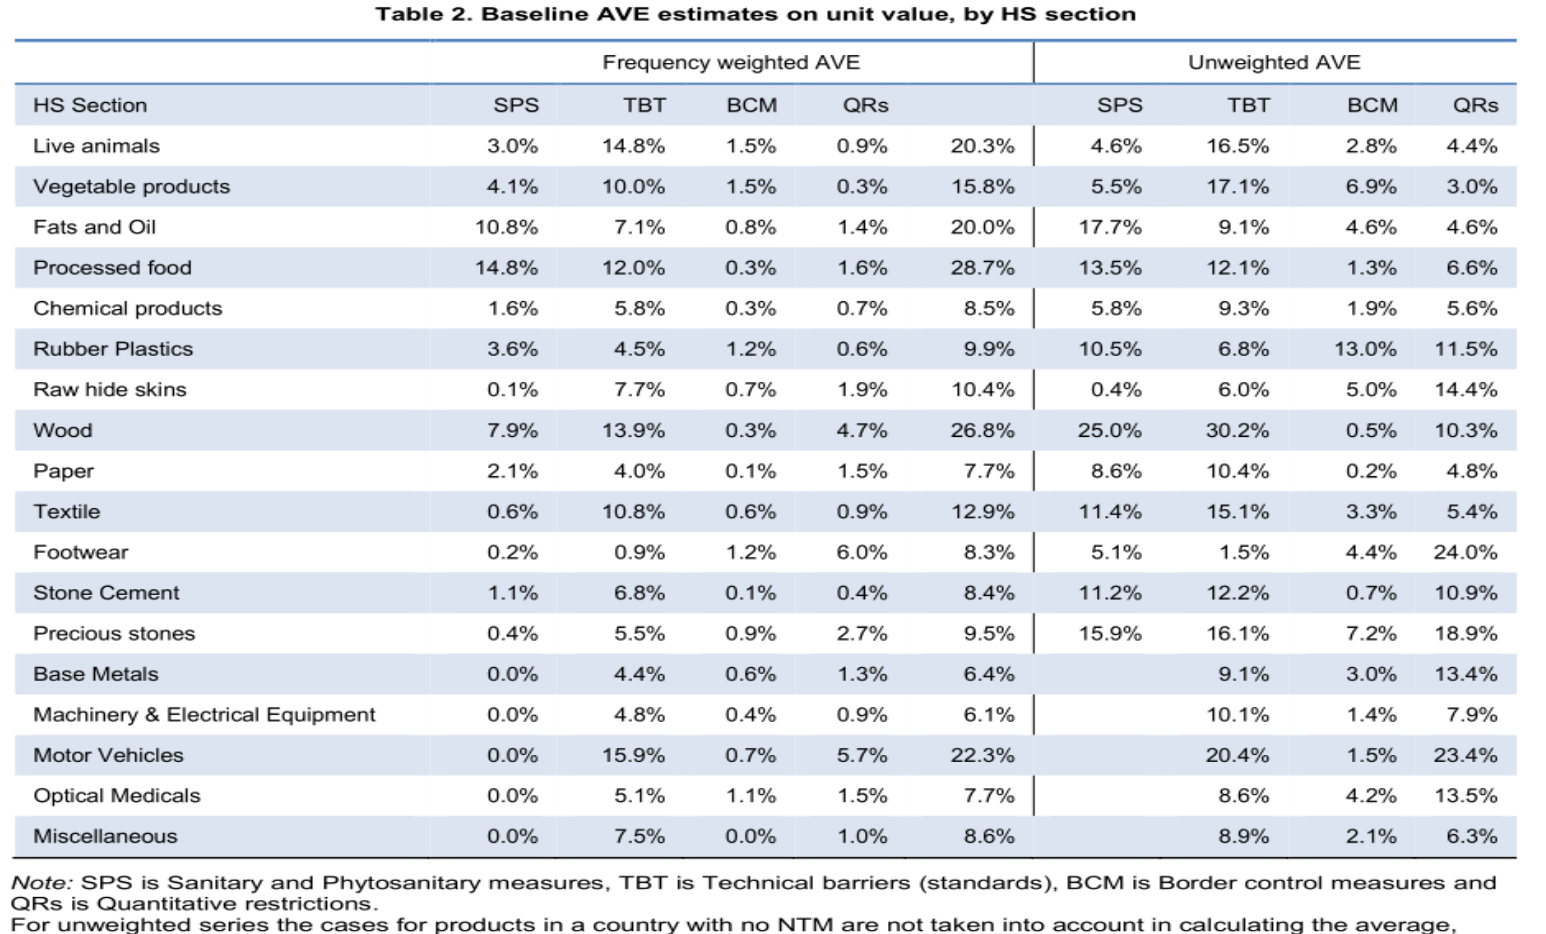 Table 2. Baseline AVE estimates on unit value, by HS section
Frequency weighted AVE Unweighted AVE
HS Section SPS TBT BCM QRs SPS TBT BCM QRs
Live animals 3.0% 14.8% 1.5% 0.9% 20.3% 4.6% 16.5% 2.8% 4.4%
Vegetable products 4.1% 10.0% 1.5% 0.3% 15.8% 5.5% 17.1% 6.9% 3.0%
Fats and Oil 10.8% 7.1% 0.8% 1.4% 20.0% 17.7% 9.1% 4.6% 4.6%
Processed food 14.8% 12.0% 0.3% 1.6% 28.7% 13.5% 12.1% 1.3% 6.6%
Chemical products 1.6% 5.8% 0.3% 0.7% 8.5% 5.8% 9.3% 1.9% 5.6%
Rubber Plastics 3.6% 4.5% 1.2% 0.6% 9.9% 10.5% 6.8% 13.0% 11.5%
Raw hide skins 0.1% 7.7% 0.7% 1.9% 10.4% 0.4% 6.0% 5.0% 14.4%
Wood 7.9% 13.9% 0.3% 4.7% 26.8% 25.0% 30.2% 0.5% 10.3%
Paper 2.1% 4.0% 0.1% 1.5% 7.7% 8.6% 10.4% 0.2% 4.8%
Textile 0.6% 10.8% 0.6% 0.9% 12.9% 11.4% 15.1% 3.3% 5.4%
Footwear 0.2% 0.9% 1.2% 6.0% 8.3% 5.1% 1.5% 4.4% 24.0%
Stone Cement 1.1% 6.8% 0.1% 0.4% 8.4% 11.2% 12.2% 0.7% 10.9%
Precious stones 0.4% 5.5% 0.9% 2.7% 9.5% 15.9% 16.1% 7.2% 18.9%
Base Metals 0.0% 4.4% 0.6% 1.3% 6.4% 9.1% 3.0% 13.4%
Machinery & Electrical Equipment 0.0% 4.8% 0.4% 0.9% 6.1% 10.1% 1.4% 7.9%
Motor Vehicles 0.0% 15.9% 0.7% 5.7% 22.3% 20.4% 1.5% 23.4%
Optical Medicals 0.0% 5.1% 1.1% 1.5% 7.7% 8.6% 4.2% 13.5%
Miscellaneous 0.0% 7.5% 0.0% 1.0% 8.6% 8.9% 2.1% 6.3%
Note: SPS is Sanitary and Phytosanitary measures, TBT is Technical barriers (standards), BCM is Border control measures and
QRs is Quantitative restrictions.
For unweighted series the cases for products in a country with no NTM are not taken into account in calculating the average,